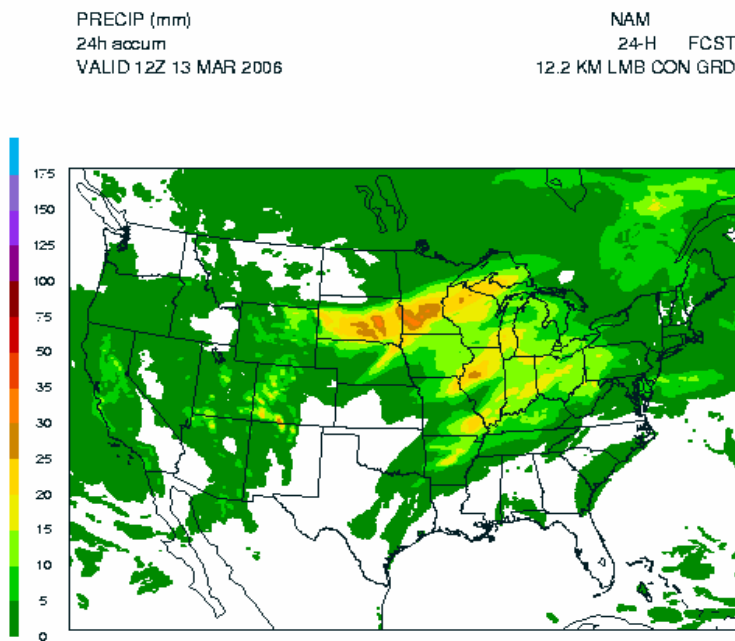 PRECIP (mm)
24h accum
VALID 12Z 13 MAR 2006
NAM
24-H FCST
12.2 KM LMB CON GRD
175
150
125
100
75
50
35
30
25
20
15
10
5
0